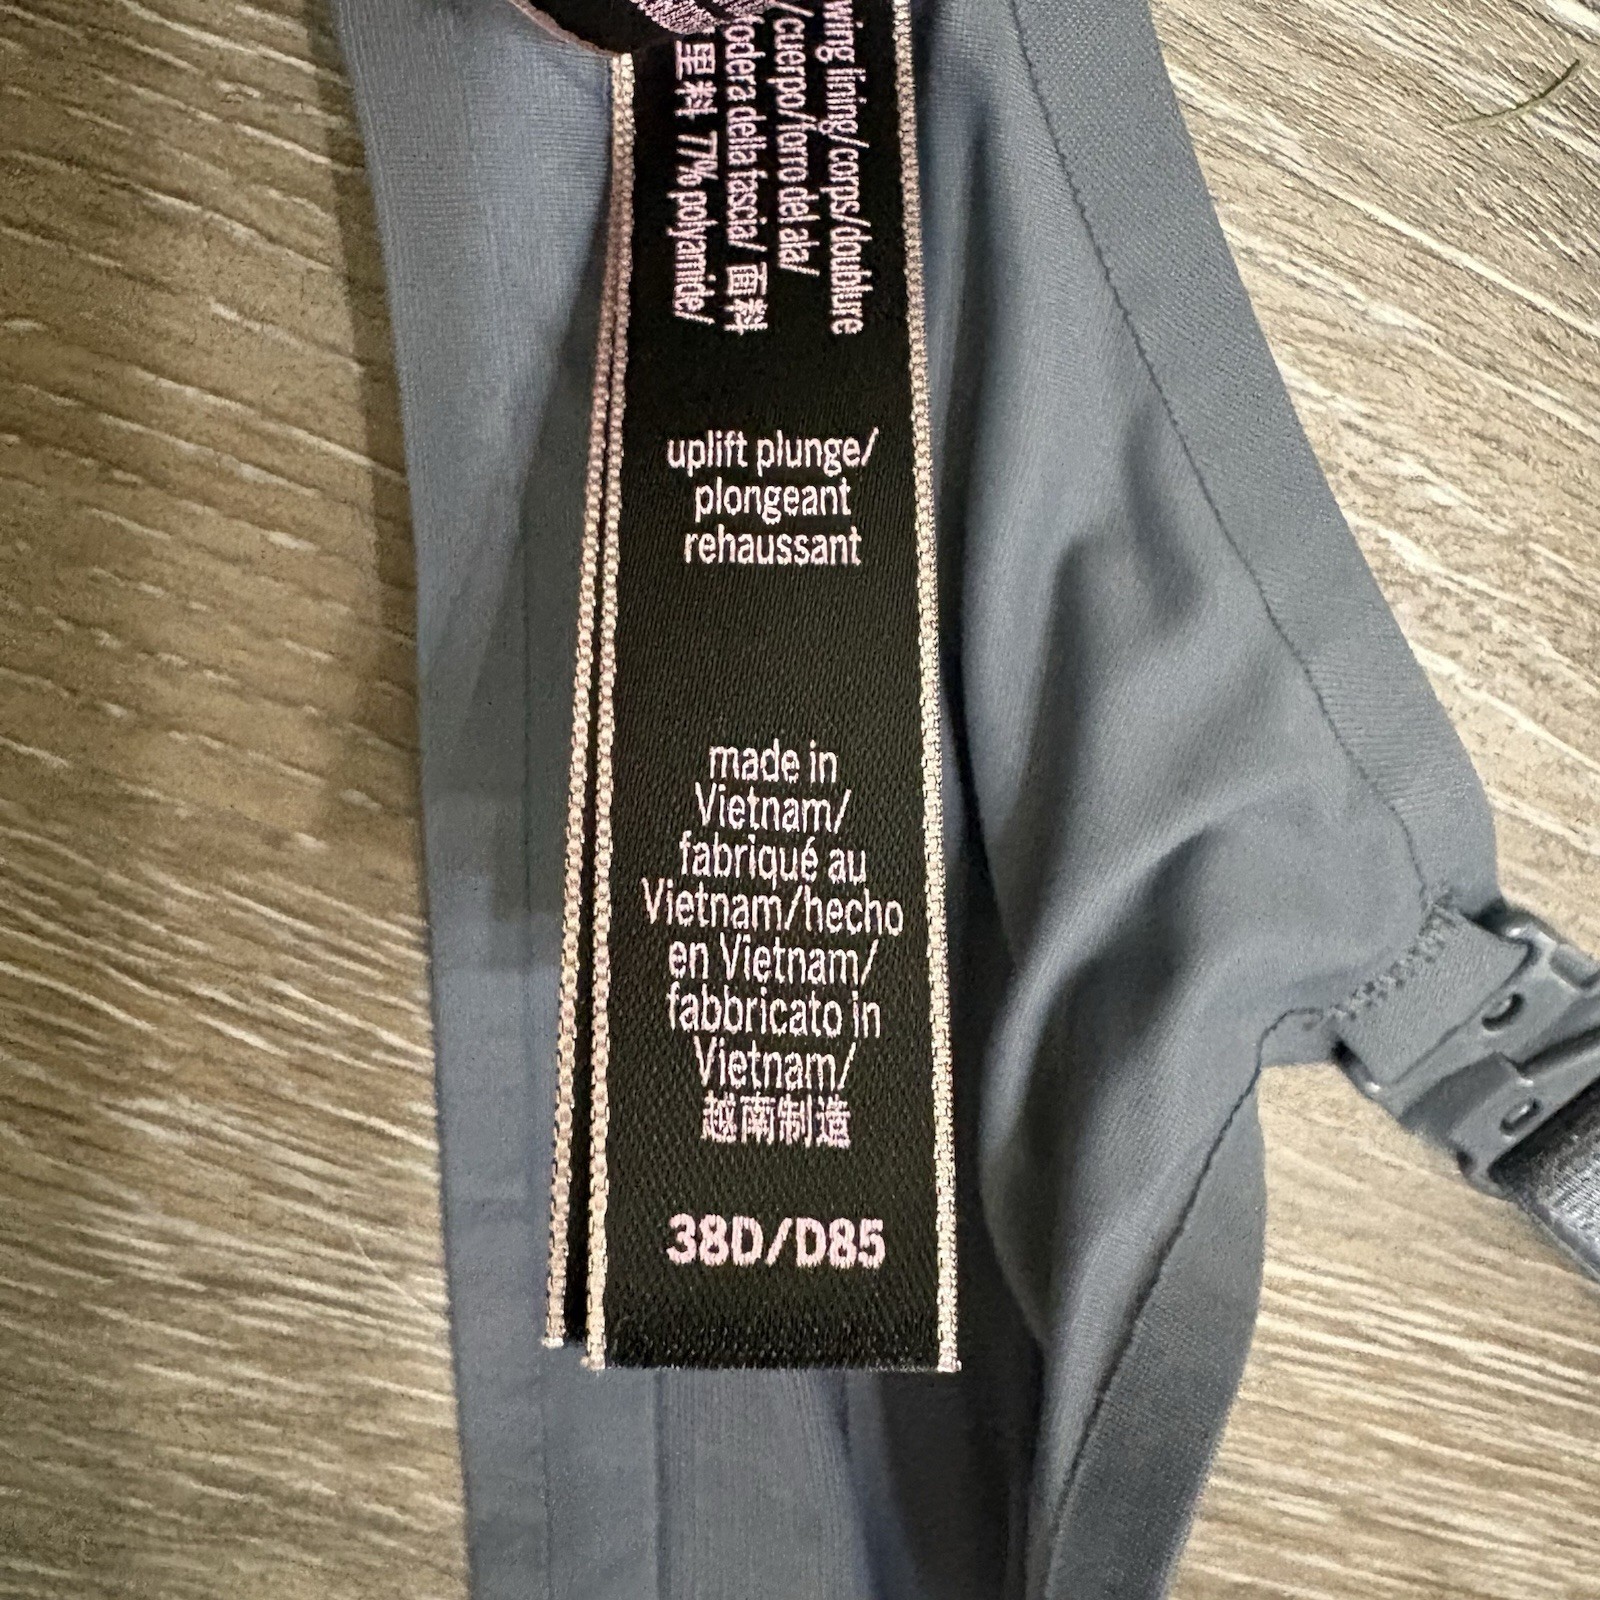 wing lining/corps/doublure
/cuerpo/forro del ala/
fodera della fascia/ 面料
里料 77% polyamide/
uplift plunge/
plongeant
rehaussant
made in
Vietnam/
fabriqué au
Vietnam/hecho
en Vietnam/
fabbricato in
Vietnam/
越南制造
38D/D85